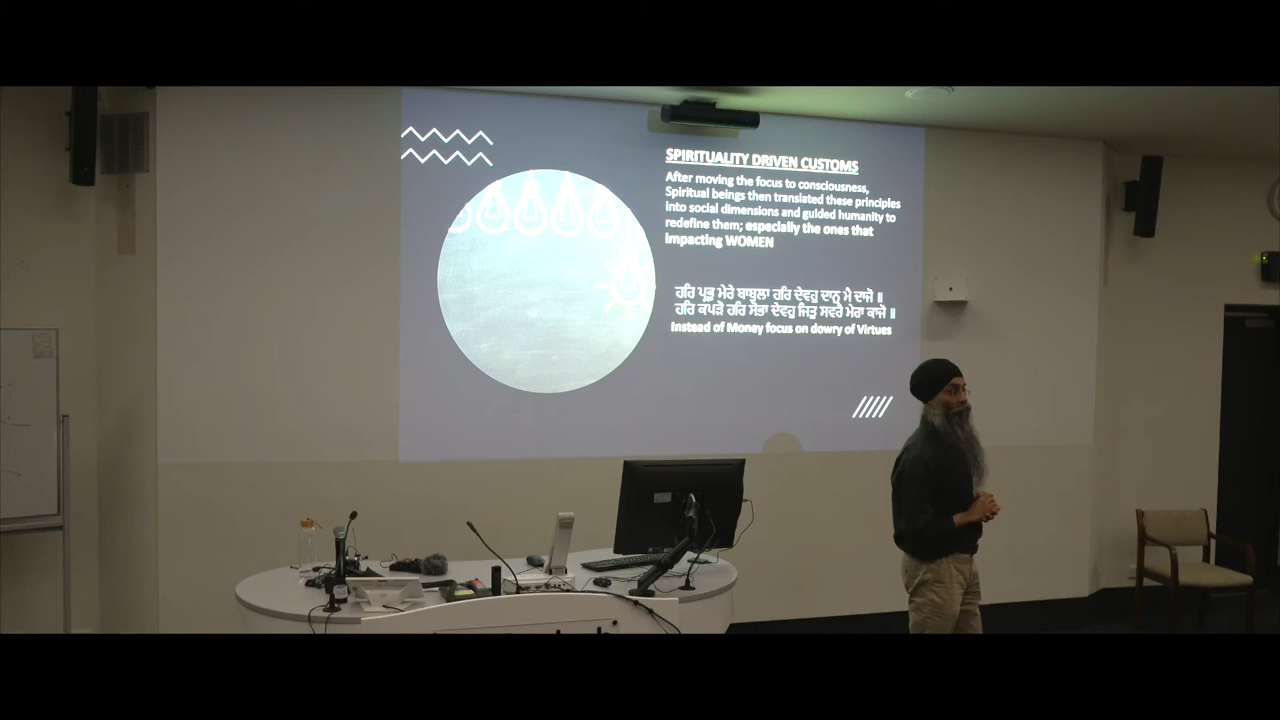 SPIRITUALITY DRIVEN CUSTOMS
After moving the focus to consciousness,
Spiritual beings then translated these principles
into social dimensions and guided humanity to
redefine them; especially the ones that
impacting WOMEN
ਹਰਿ ਪ੍ਰਭੁ ਮੇਰੇ ਬਾਬੁਲਾ ਹਰਿ ਦੇਵਹੁ ਦਾਨੁ ਮੈ ਦਾਜੋ ॥
ਹਰਿ ਕਪੜੋ ਹਰਿ ਸੋਭਾ ਦੇਵਹੁ ਜਿਤੁ ਸਵਰੈ ਮੇਰਾ ਕਾਜੋ ॥
Instead of Money focus on dowry of Virtues